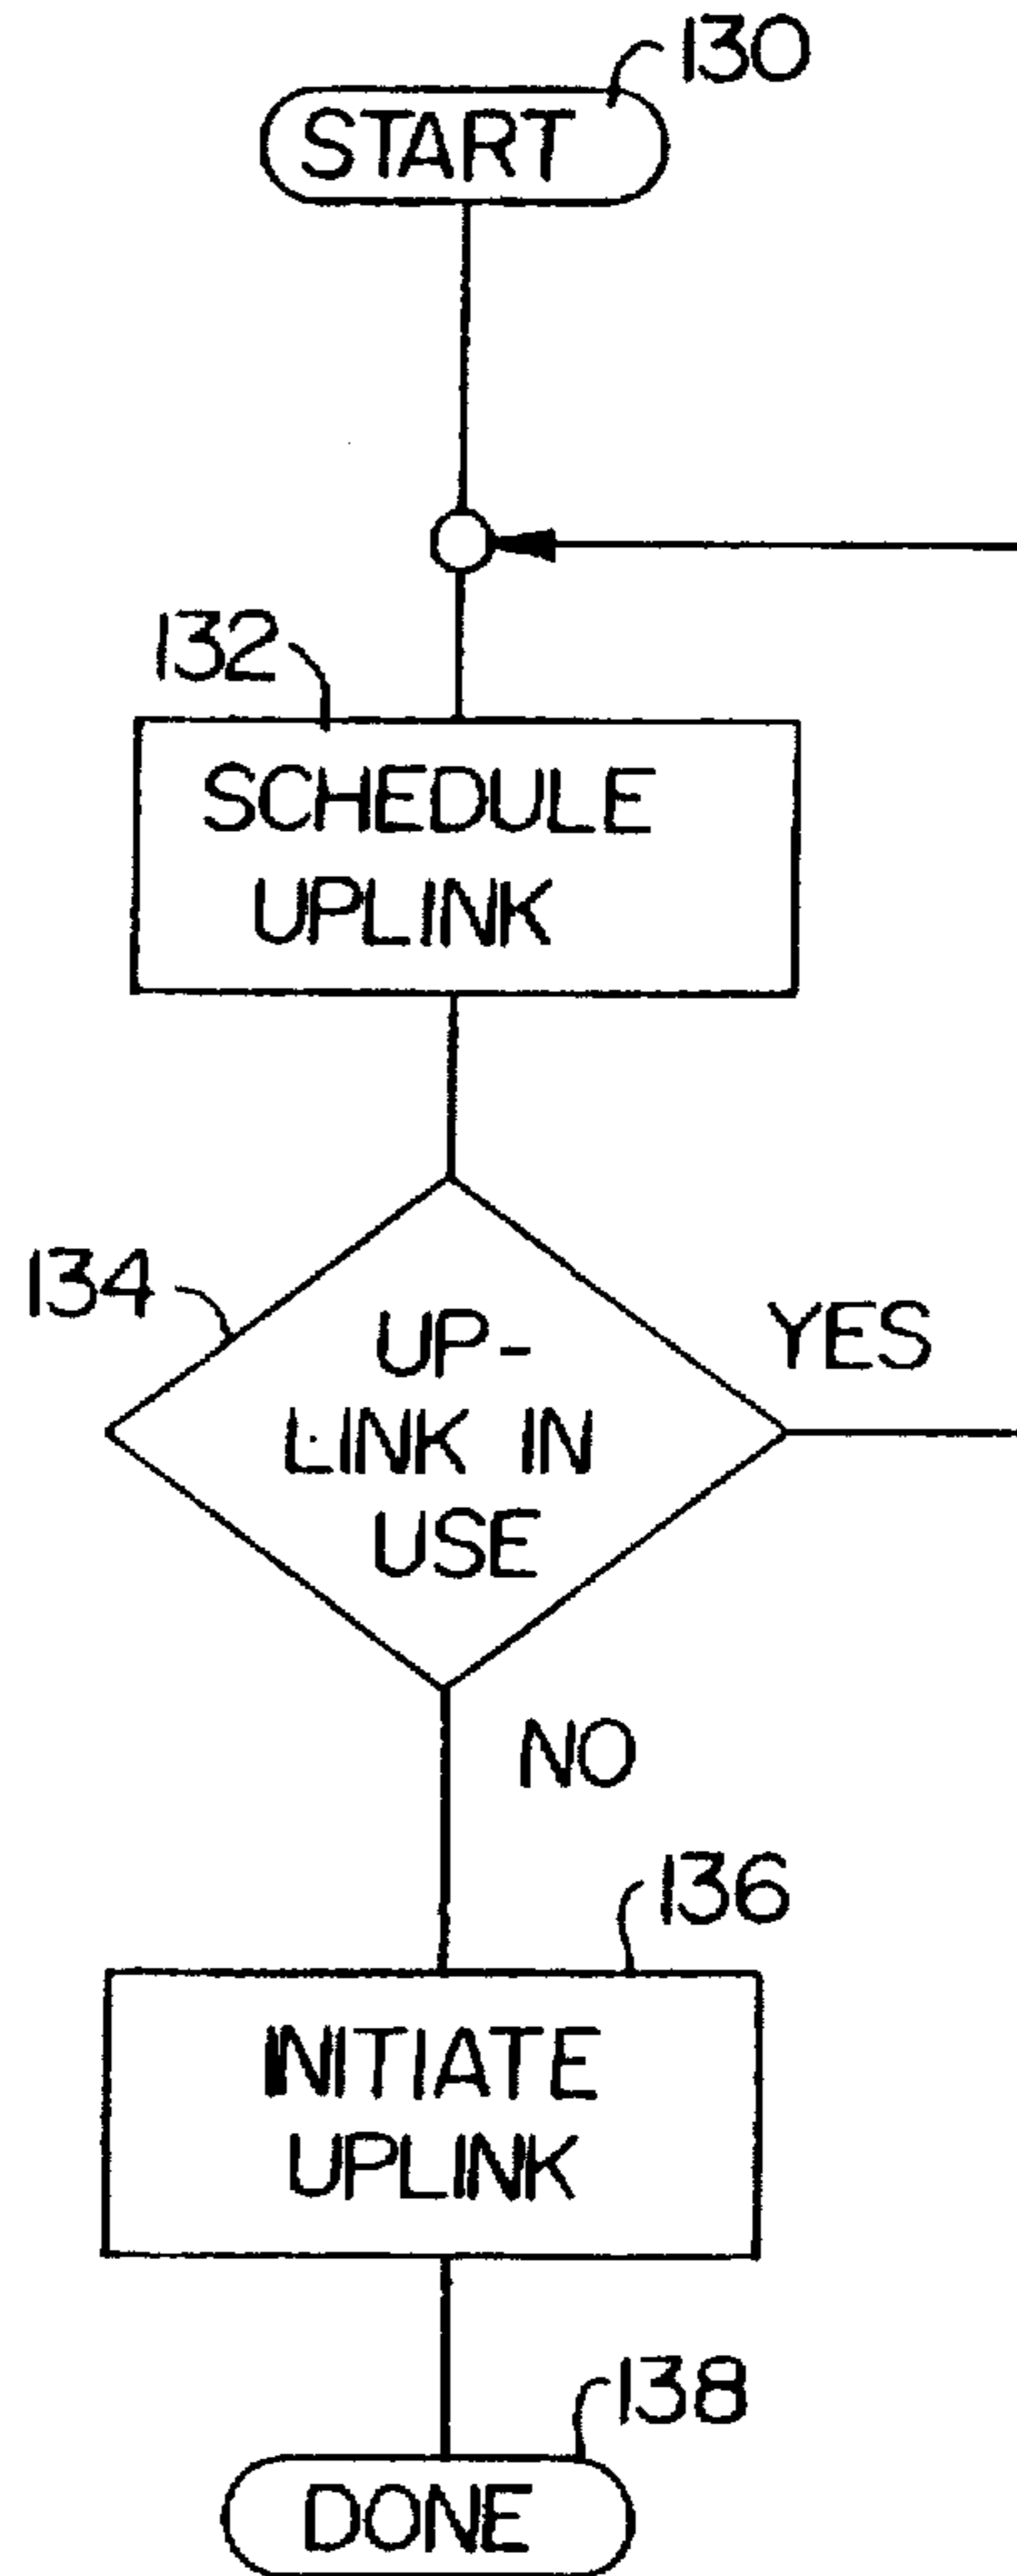 130
START
132
SCHEDULE
UPLINK
134
UP-
LINK IN
USE
YES
NO
136
INITIATE
UPLINK
138
DONE